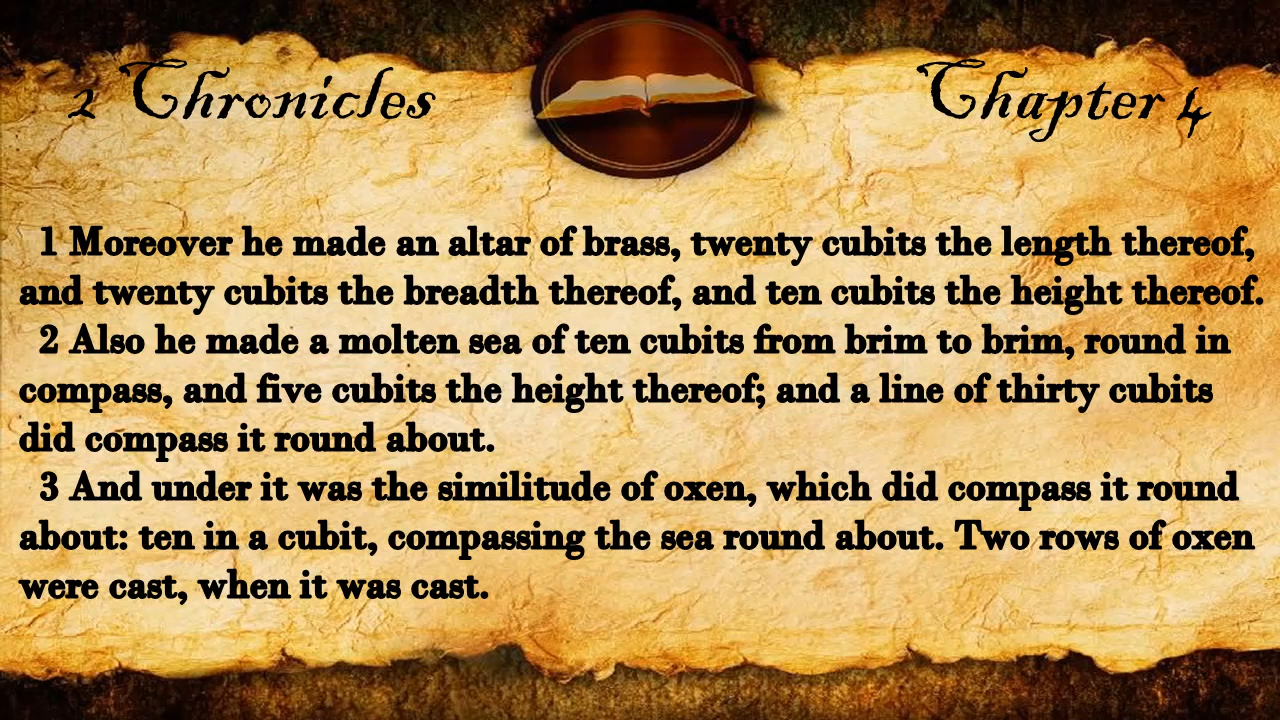 2 Chronicles
Chapter 4
1 Moreover he made an altar of brass, twenty cubits the length thereof,
and twenty cubits the breadth thereof, and ten cubits the height thereof.
2 Also he made a molten sea of ten cubits from brim to brim, round in
compass, and five cubits the height thereof; and a line of thirty cubits
did compass it round about.
3 And under it was the similitude of oxen, which did compass it round
about: ten in a cubit, compassing the sea round about. Two rows of oxen
were cast, when it was cast.